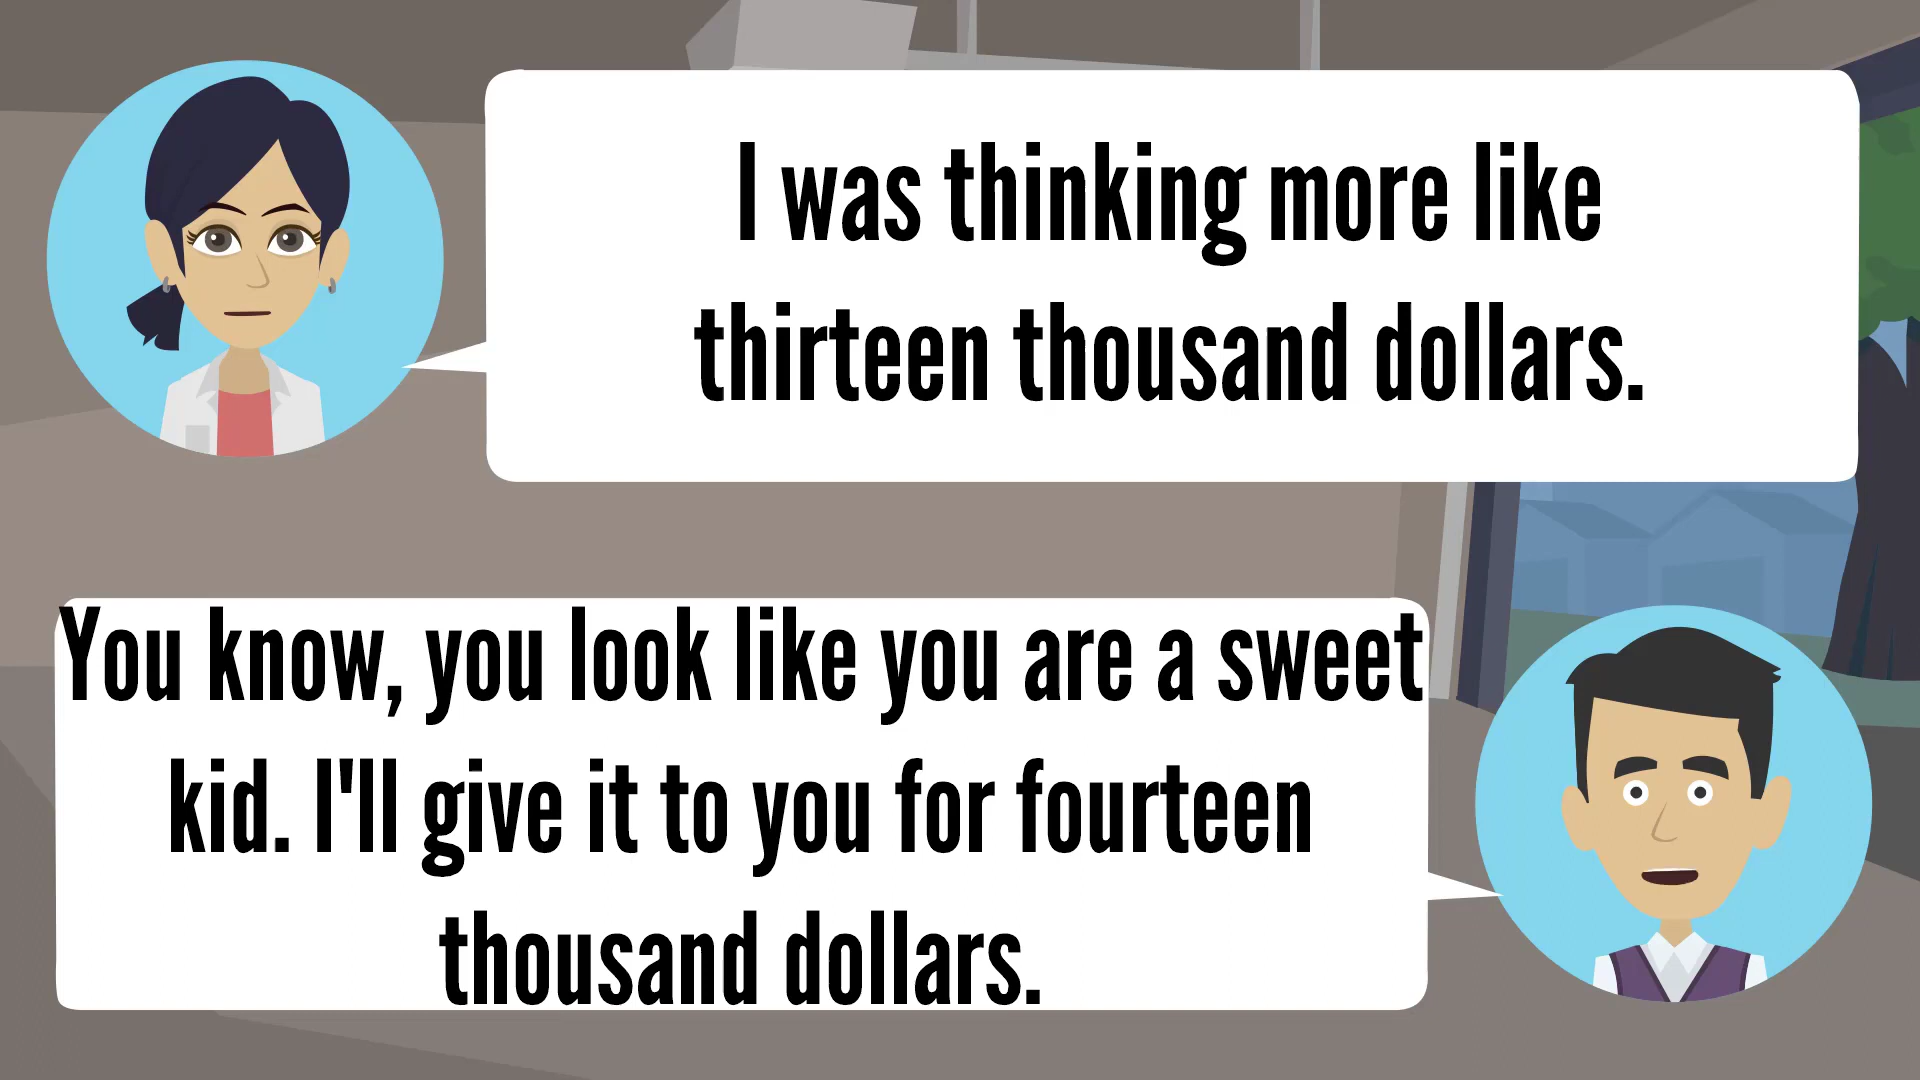 I was thinking more like
thirteen thousand dollars.
You know, you look like you are a sweet
kid. I'll give it to you for fourteen
thousand dollars.